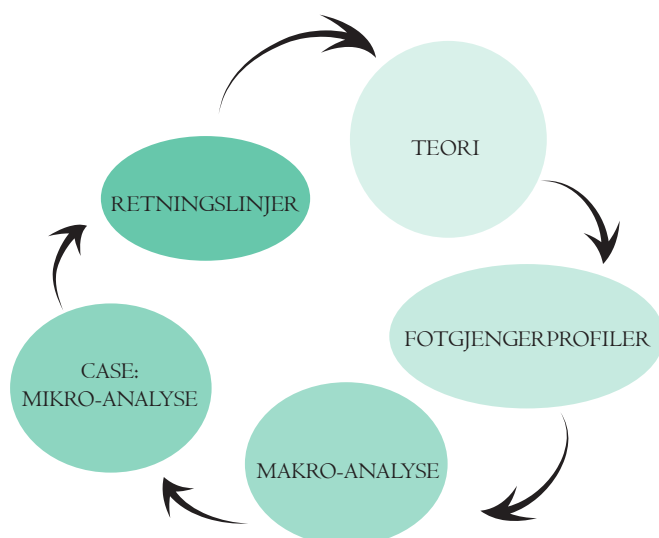 TEORI
RETNINGSLINJER
FOTGJENGERPROFILER
CASE:
MIKRO-ANALYSE
MAKRO-ANALYSE